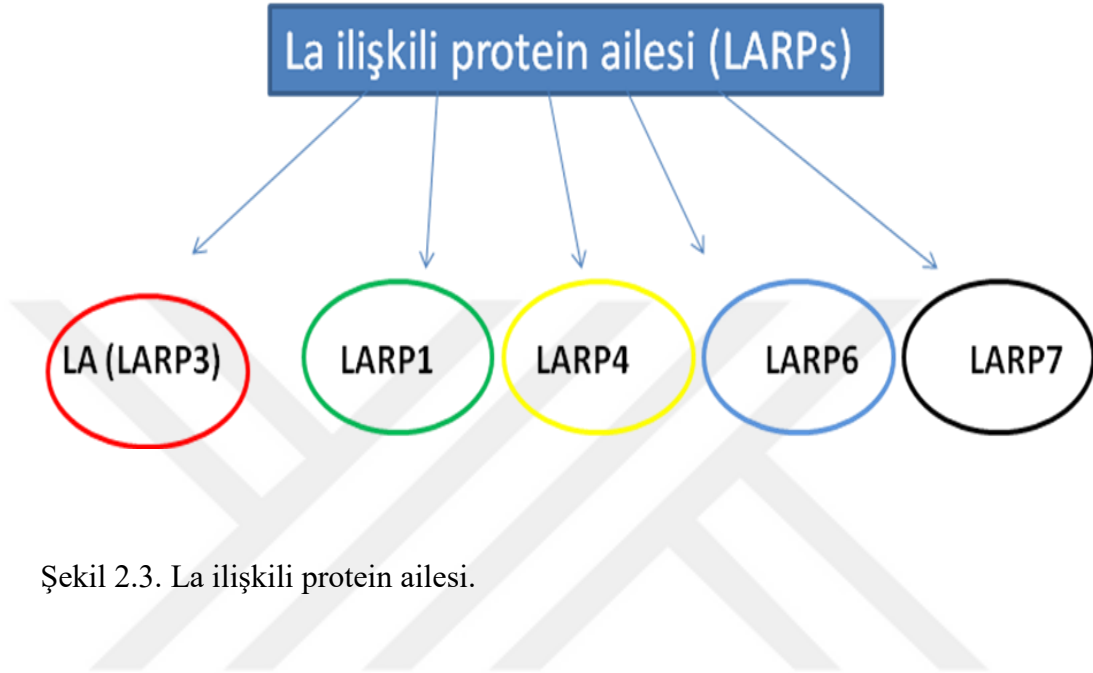 La ilişkili protein ailesi (LARPs)
LA (LARP3)
LARP1
LARP4
LARP6
LARP7
Şekil 2.3. La ilişkili protein ailesi.